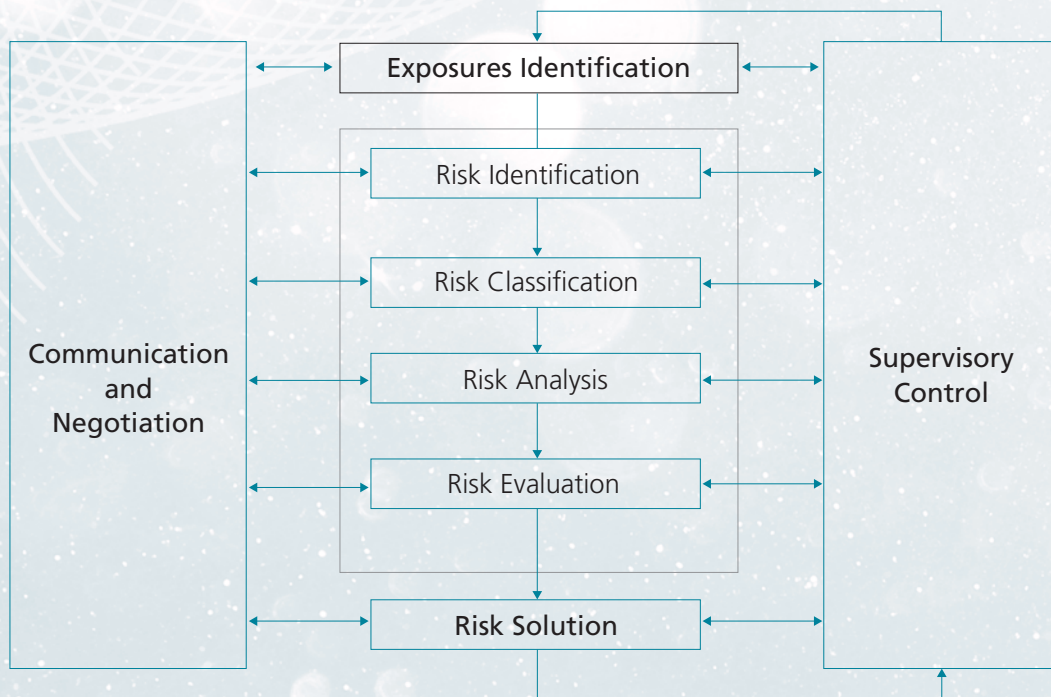 Exposures Identification
Risk Identification
Risk Classification
Communication
and
Negotiation
Risk Analysis
Supervisory
Control
Risk Evaluation
Risk Solution